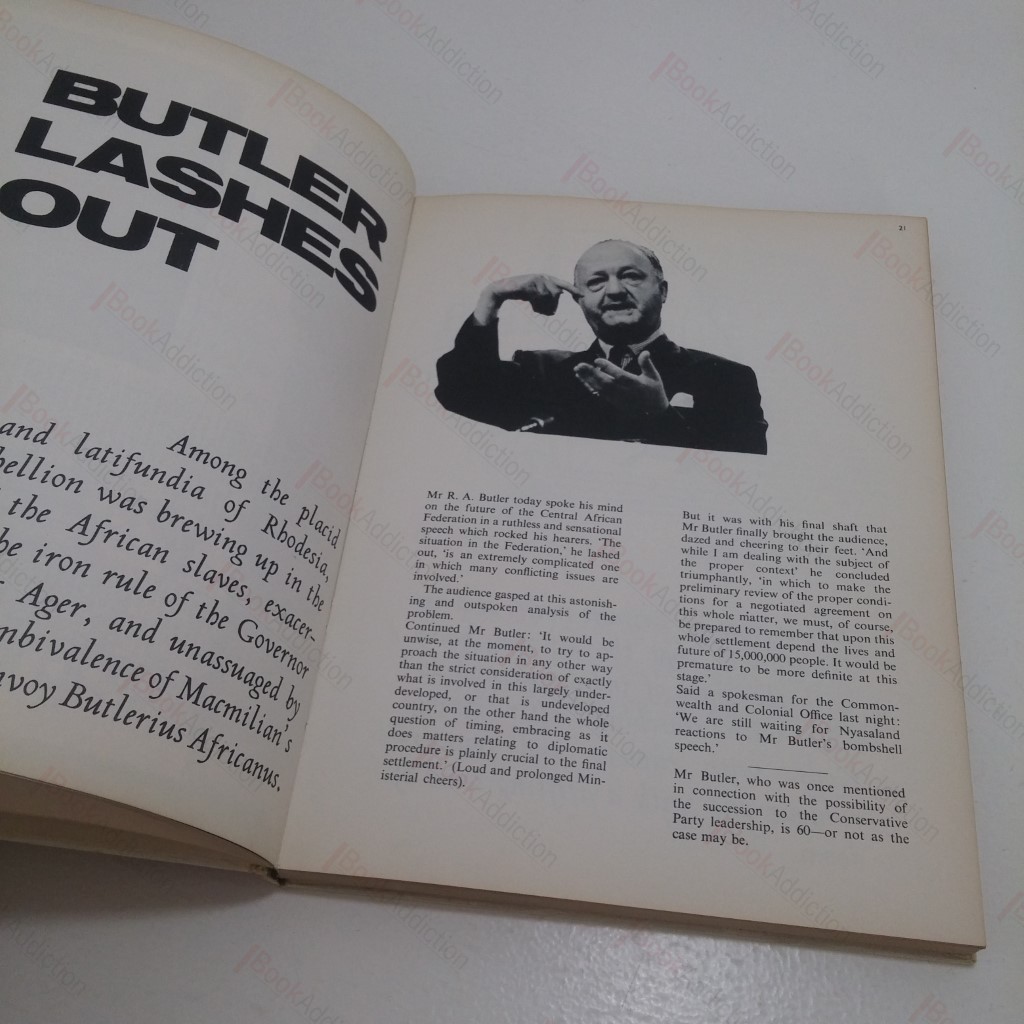 BUTLER
LASHES
OUT
Among the placid
and latifundia of Rhodesia,
bellion was brewing up in the
the African slaves, exacer-
be iron rule of the Governor
Ager, and unassuaged by
mbivalence of Macmilian's
nvoy Butlerius Africanus.
21
Mr R. A. Butler today spoke his mind
on the future of the Central African
Federation in a ruthless and sensational
speech which rocked his hearers. 'The
situation in the Federation,' he lashed
out, 'is an extremely complicated one
in which many conflicting issues are
involved.'
The audience gasped at this astonish-
ing and outspoken analysis of the
problem.
Continued Mr Butler: 'It would be
unwise, at the moment, to try to ap-
proach the situation in any other way
than the strict consideration of exactly
what is involved in this largely under-
developed, or that is undeveloped
country, on the other hand the whole
question of timing, embracing as it
does matters relating to diplomatic
procedure is plainly crucial to the final
settlement.' (Loud and prolonged Min-
isterial cheers).
But it was with his final shaft that
Mr Butler finally brought the audience,
dazed and cheering to their feet. 'And
while I am dealing with the subject of
the proper context' he concluded
triumphantly, 'in which to make the
preliminary review of the proper condi-
tions for a negotiated agreement on
this whole matter, we must, of course,
be prepared to remember that upon this
whole settlement depend the lives and
future of 15,000,000 people. It would be
premature to be more definite at this
stage.'
Said a spokesman for the Common-
wealth and Colonial Office last night:
'We are still waiting for Nyasaland
reactions to Mr Butler's bombshell
speech.'
Mr Butler, who was once mentioned
in connection with the possibility of
the succession to the Conservative
Party leadership, is 60—or not as the
case may be.
BookAddiction